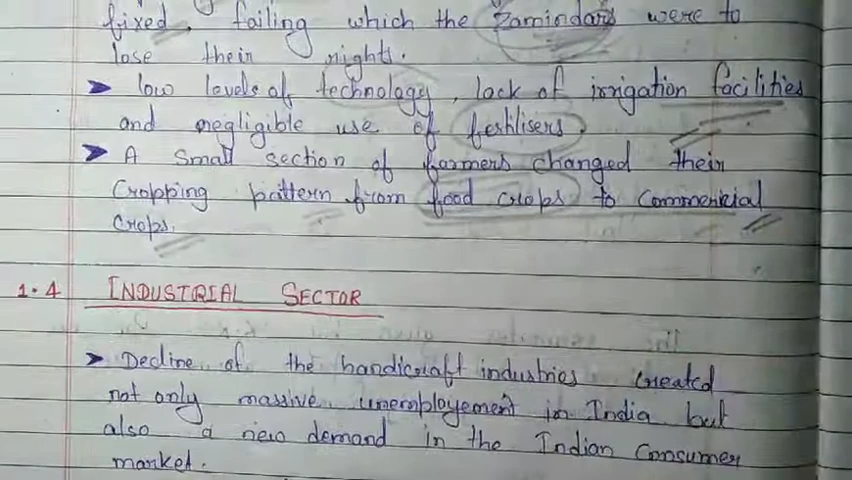 fixed, failing which the Zamindars were to
lose their rights.
➤ low levels of technology, lack of irrigation facilities
and negligible use of fertilisers.
➤ A small section of farmers changed their
Cropping pattern from food crops to commericial
crops.
1.4 INDUSTRIAL SECTOR
➤ Decline of the handicraft industries created
not only massive unemployement in India but
also a new demand in the Indian Consumer
market.